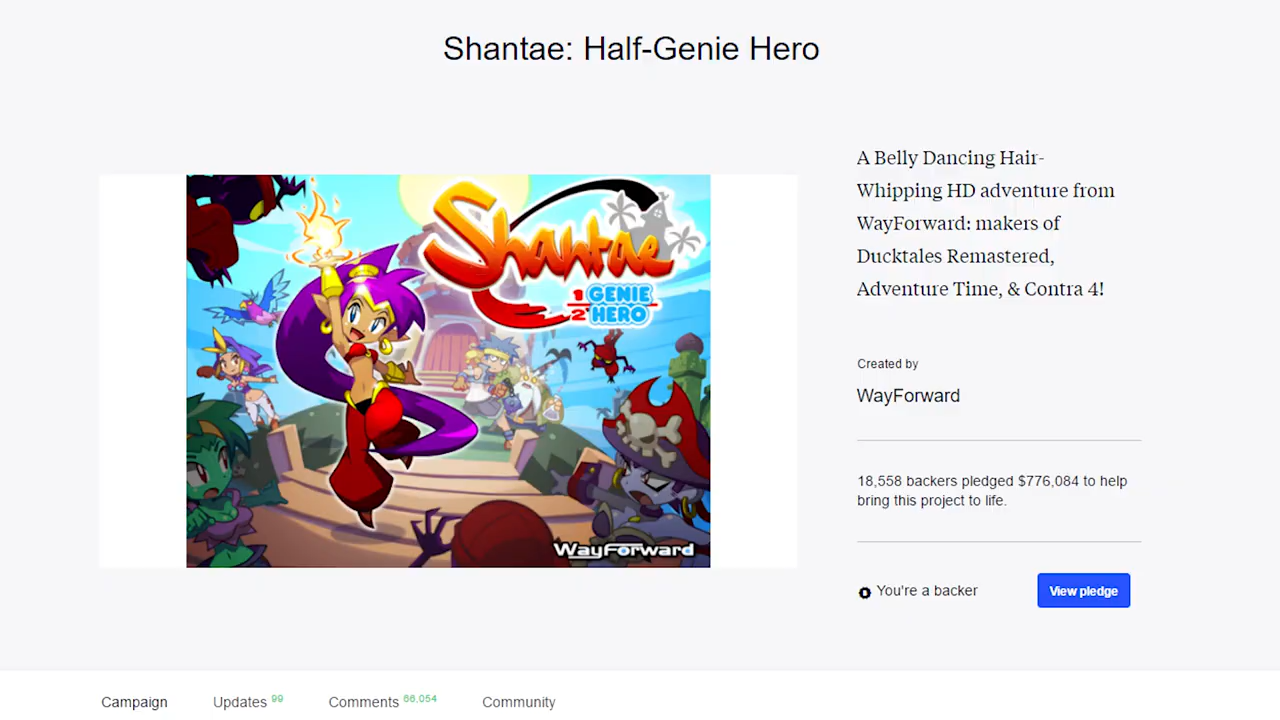 Shantae: Half-Genie Hero
A Belly Dancing Hair-
Whipping HD adventure from
WayForward: makers of
Ducktales Remastered,
Adventure Time, & Contra 4!
Shantae
1/2 GENIE
HERO
WayForward
Created by
WayForward
18,558 backers pledged $776,084 to help
bring this project to life.
You're a backer
View pledge
Campaign Updates 99 Comments 66,054 Community